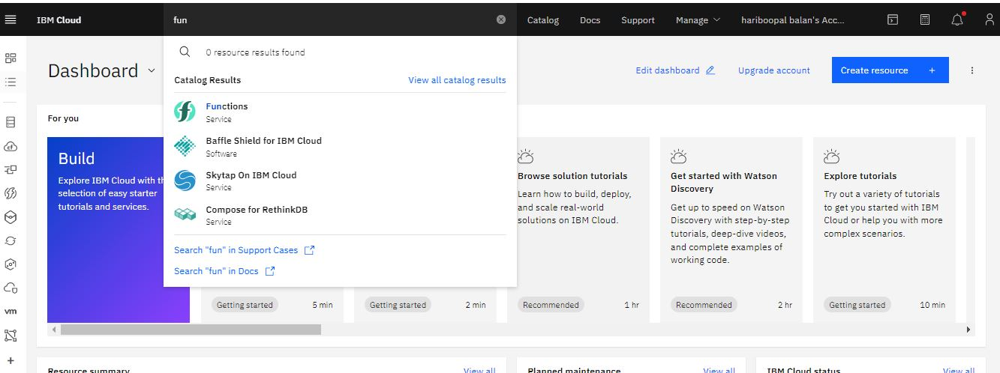 IBM Cloud
fun
Catalog
Docs
Support
Manage
hariboopal balan's Acc...
Dashboard
Edit dashboard
Upgrade account
Create resource +
0 resource results found
Catalog Results
View all catalog results
Functions
Service
Baffle Shield for IBM Cloud
Software
Skytap On IBM Cloud
Service
Compose for RethinkDB
Service
Search "fun" in Support Cases
Search "fun" in Docs
For you
Build
Explore IBM Cloud with th
selection of easy starter
tutorials and services.
Getting started
5 min
Getting started
2 min
Browse solution tutorials
Learn how to build, deploy,
and scale real-world
solutions on IBM Cloud.
Recommended
1 hr
Get started with Watson
Discovery
Get up to speed on Watson
Discovery with step-by-step
tutorials, deep-dive videos,
and complete examples of
working code.
Recommended
2 hr
Explore tutorials
Try out a variety of tutorials
to get you started with IBM
Cloud or help you with more
complex scenarios.
Getting started
10 min
cf
vm
Resource summary
View all
Planned maintenance
View all
IBM Cloud status
View all